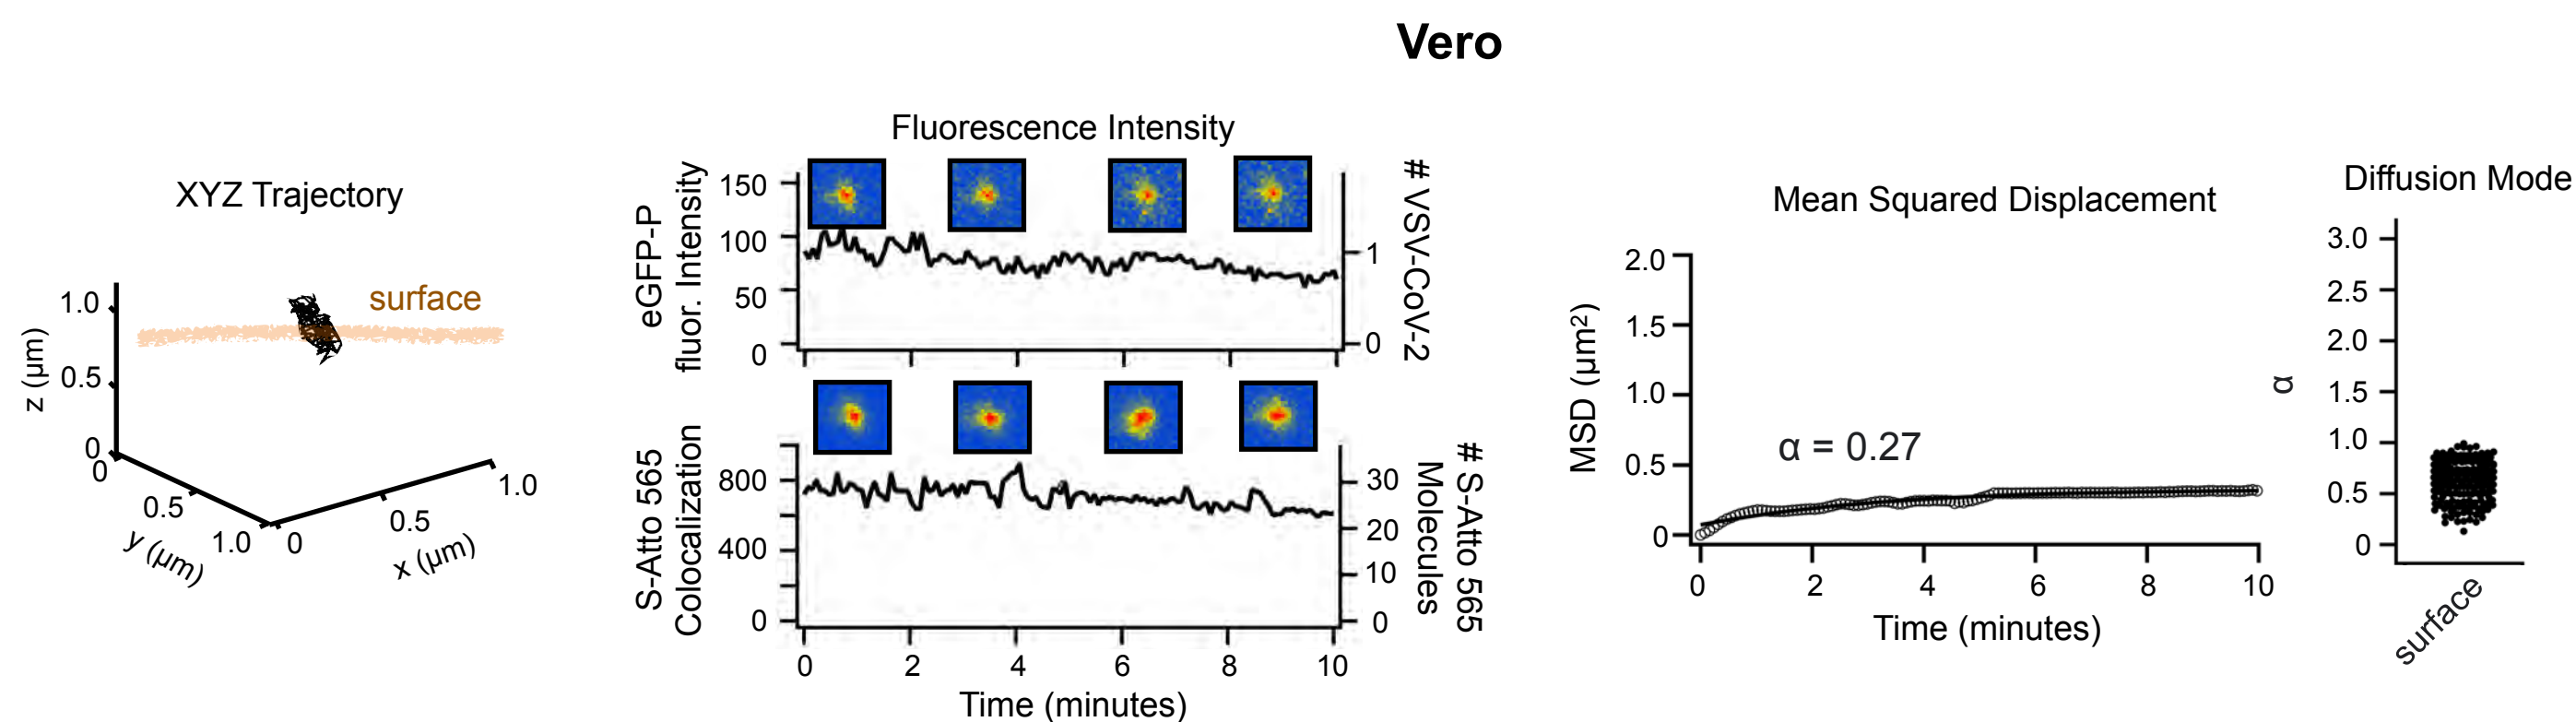 Vero
XYZ Trajectory
surface
z (µm)
1.0
0.5
0
0
0.5
1.0
y (µm)
0
0.5
1.0
x (µm)
Fluorescence Intensity
eGFP-P
fluor. Intensity
150
100
50
0
# VSV-CoV-2
1
0
S-Atto 565
Colocalization
800
400
0
# S-Atto 565
Molecules
30
20
10
0
0 2 4 6 8 10
Time (minutes)
Mean Squared Displacement
MSD (µm²)
2.0
1.5
1.0
0.5
0
α = 0.27
0 2 4 6 8 10
Time (minutes)
Diffusion Mode
α
3.0
2.5
2.0
1.5
1.0
0.5
0
surface